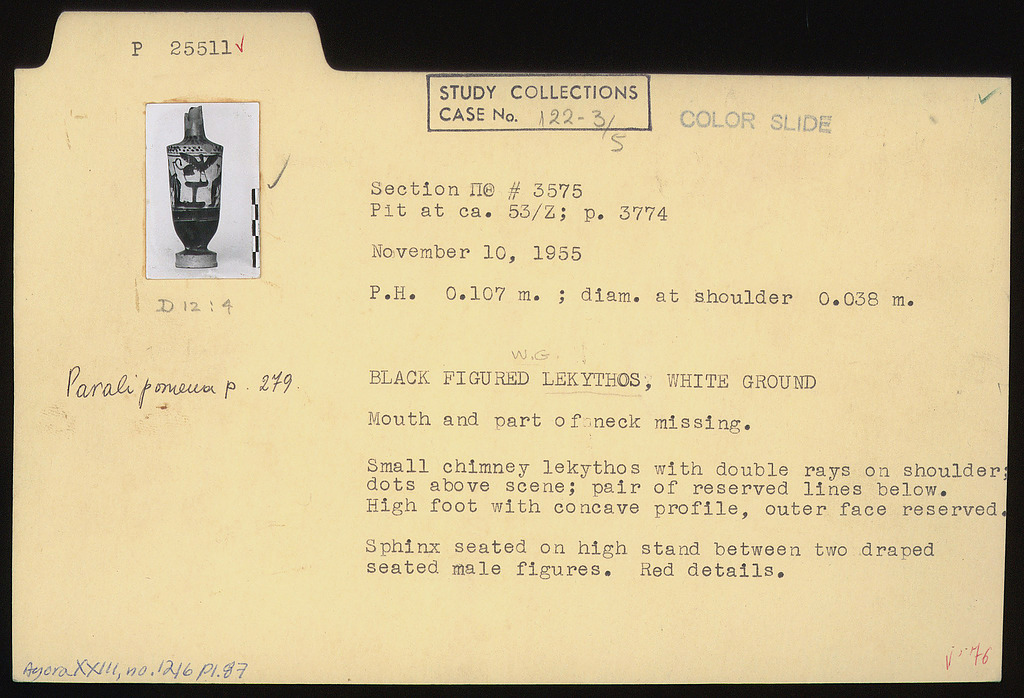 P 25511✓
STUDY COLLECTIONS
CASE No. 122-3/5
COLOR SLIDE
Section ΠΘ # 3575
Pit at ca. 53/Z; p. 3774
November 10, 1955
P.H. 0.107 m. ; diam. at shoulder 0.038 m.
D 12 : 4
W.G.
Paralipomena p. 279.
BLACK FIGURED LEKYTHOS, WHITE GROUND
Mouth and part of neck missing.
Small chimney lekythos with double rays on shoulder;
dots above scene; pair of reserved lines below.
High foot with concave profile, outer face reserved.
Sphinx seated on high stand between two draped
seated male figures. Red details.
Agora XXIII, no. 1216 pl. 87
76